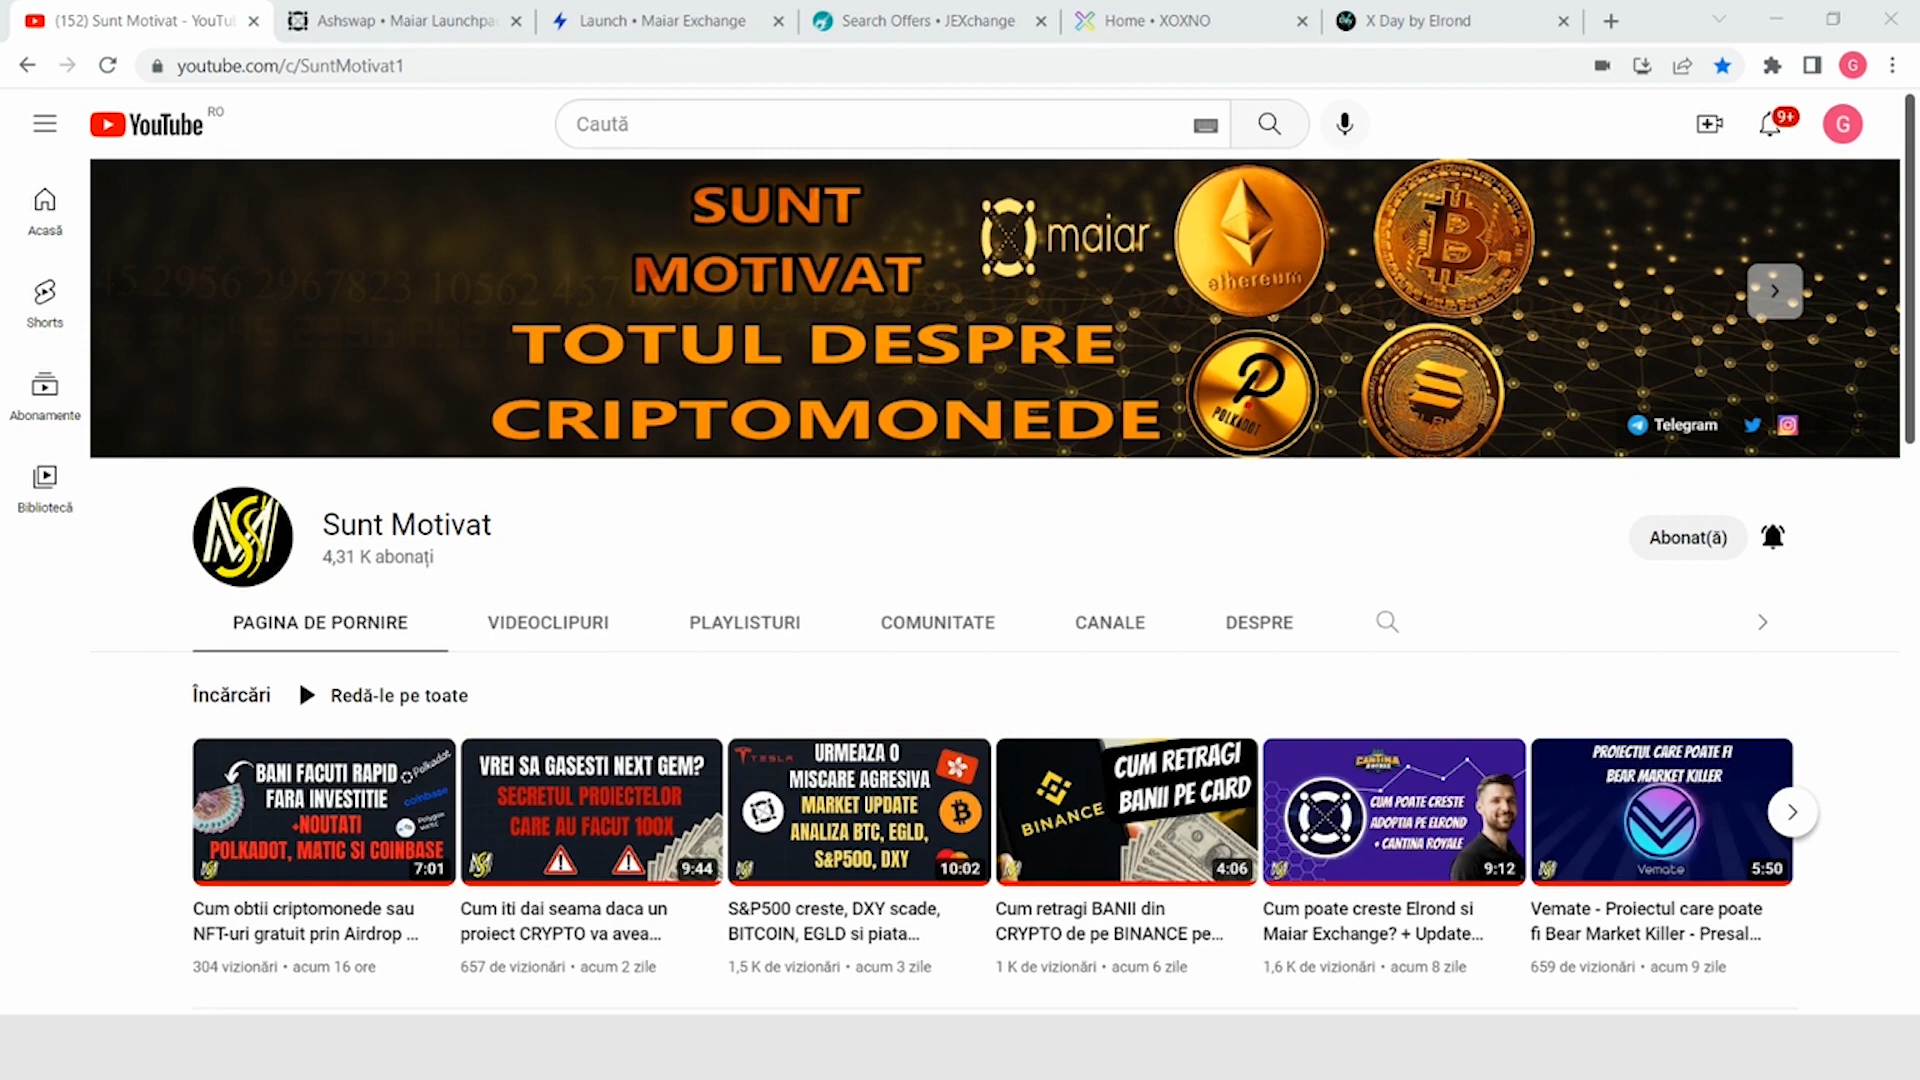 (152) Sunt Motivat - YouTu
Ashswap • Maiar Launchpa
Launch • Maiar Exchange
Search Offers • JEXchange
Home • XOXNO
X Day by Elrond
youtube.com/c/SuntMotivat1
G
YouTube RO
Caută
9+
G
SUNT
MOTIVAT
TOTUL DESPRE
CRIPTOMONEDE
maiar
ethereum
POLKADOT
Telegram
Acasă
Shorts
Abonamente
Bibliotecă
Sunt Motivat
4,31 K abonați
Abonat(ă)
PAGINA DE PORNIRE
VIDEOCLIPURI
PLAYLISTURI
COMUNITATE
CANALE
DESPRE
Încărcări
Redă-le pe toate
BANI FACUTI RAPID
FARA INVESTITIE
+NOUTATI
POLKADOT, MATIC SI COINBASE
Polkadot
coinbase
Polygon
7:01
VREI SA GASESTI NEXT GEM?
SECRETUL PROIECTELOR
CARE AU FACUT 100X
9:44
TESLA
URMEAZA O
MISCARE AGRESIVA
MARKET UPDATE
ANALIZA BTC, EGLD,
S&P500, DXY
10:02
BINANCE
CUM RETRAGI
BANII PE CARD
4:06
CANTINA
CUM POATE CRESTE
ADOPTIA PE ELROND
+ CANTINA ROYALE
9:12
PROIECTUL CARE POATE FI
BEAR MARKET KILLER
Vemate
5:50
Cum obtii criptomonede sau
NFT-uri gratuit prin Airdrop ...
304 vizionări • acum 16 ore
Cum iti dai seama daca un
proiect CRYPTO va avea...
657 de vizionări • acum 2 zile
S&P500 creste, DXY scade,
BITCOIN, EGLD si piata...
1,5 K de vizionări • acum 3 zile
Cum retragi BANII din
CRYPTO de pe BINANCE pe...
1 K de vizionări • acum 6 zile
Cum poate creste Elrond si
Maiar Exchange? + Update...
1,6 K de vizionări • acum 8 zile
Vemate - Proiectul care poate
fi Bear Market Killer - Presal...
659 de vizionări • acum 9 zile